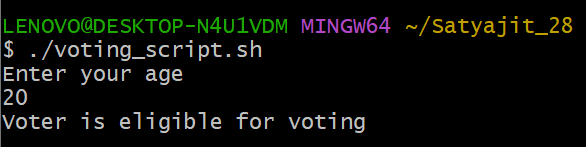 LENOVO@DESKTOP-N4U1VDM MINGW64 ~/Satyajit_28
$ ./voting_script.sh
Enter your age
20
Voter is eligible for voting